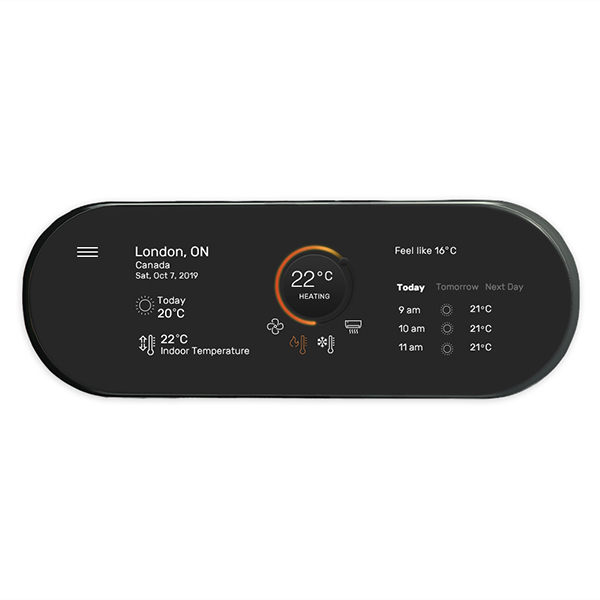 London, ON
Canada
Sat, Oct 7, 2019
Today
20°C
22°C
Indoor Temperature
22°C
HEATING
Feel like 16°C
Today Tomorrow Next Day
9 am 21°C
10 am 21°C
11 am 21°C